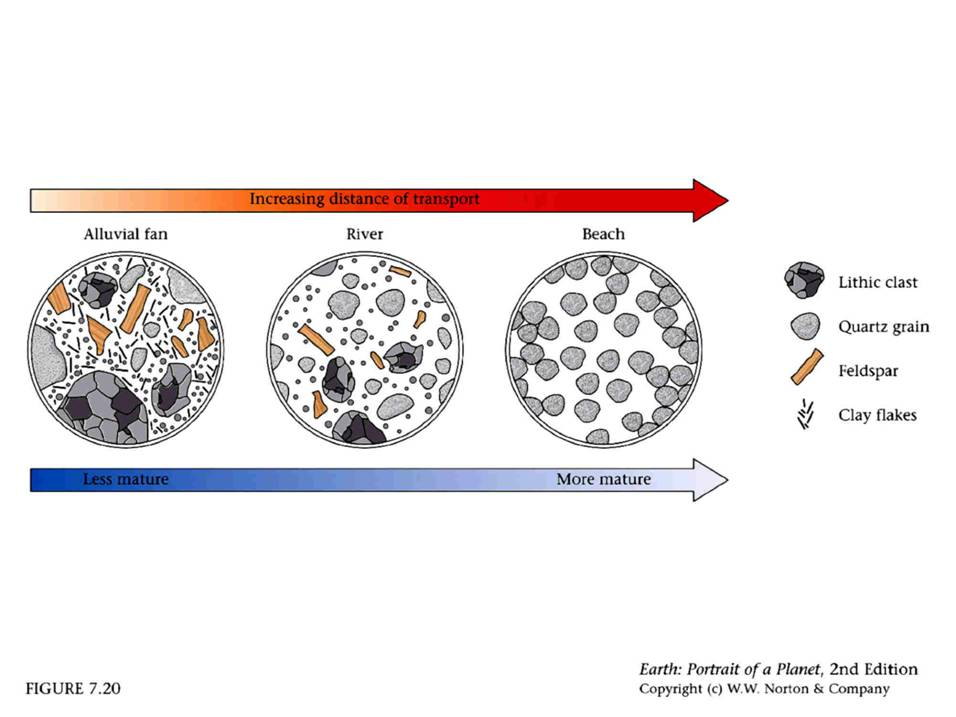 Increasing distance of transport
Alluvial fan
River
Beach
Lithic clast
Quartz grain
Feldspar
Clay flakes
Less mature
More mature
Earth: Portrait of a Planet, 2nd Edition
FIGURE 7.20
Copyright (c) W.W. Norton & Company